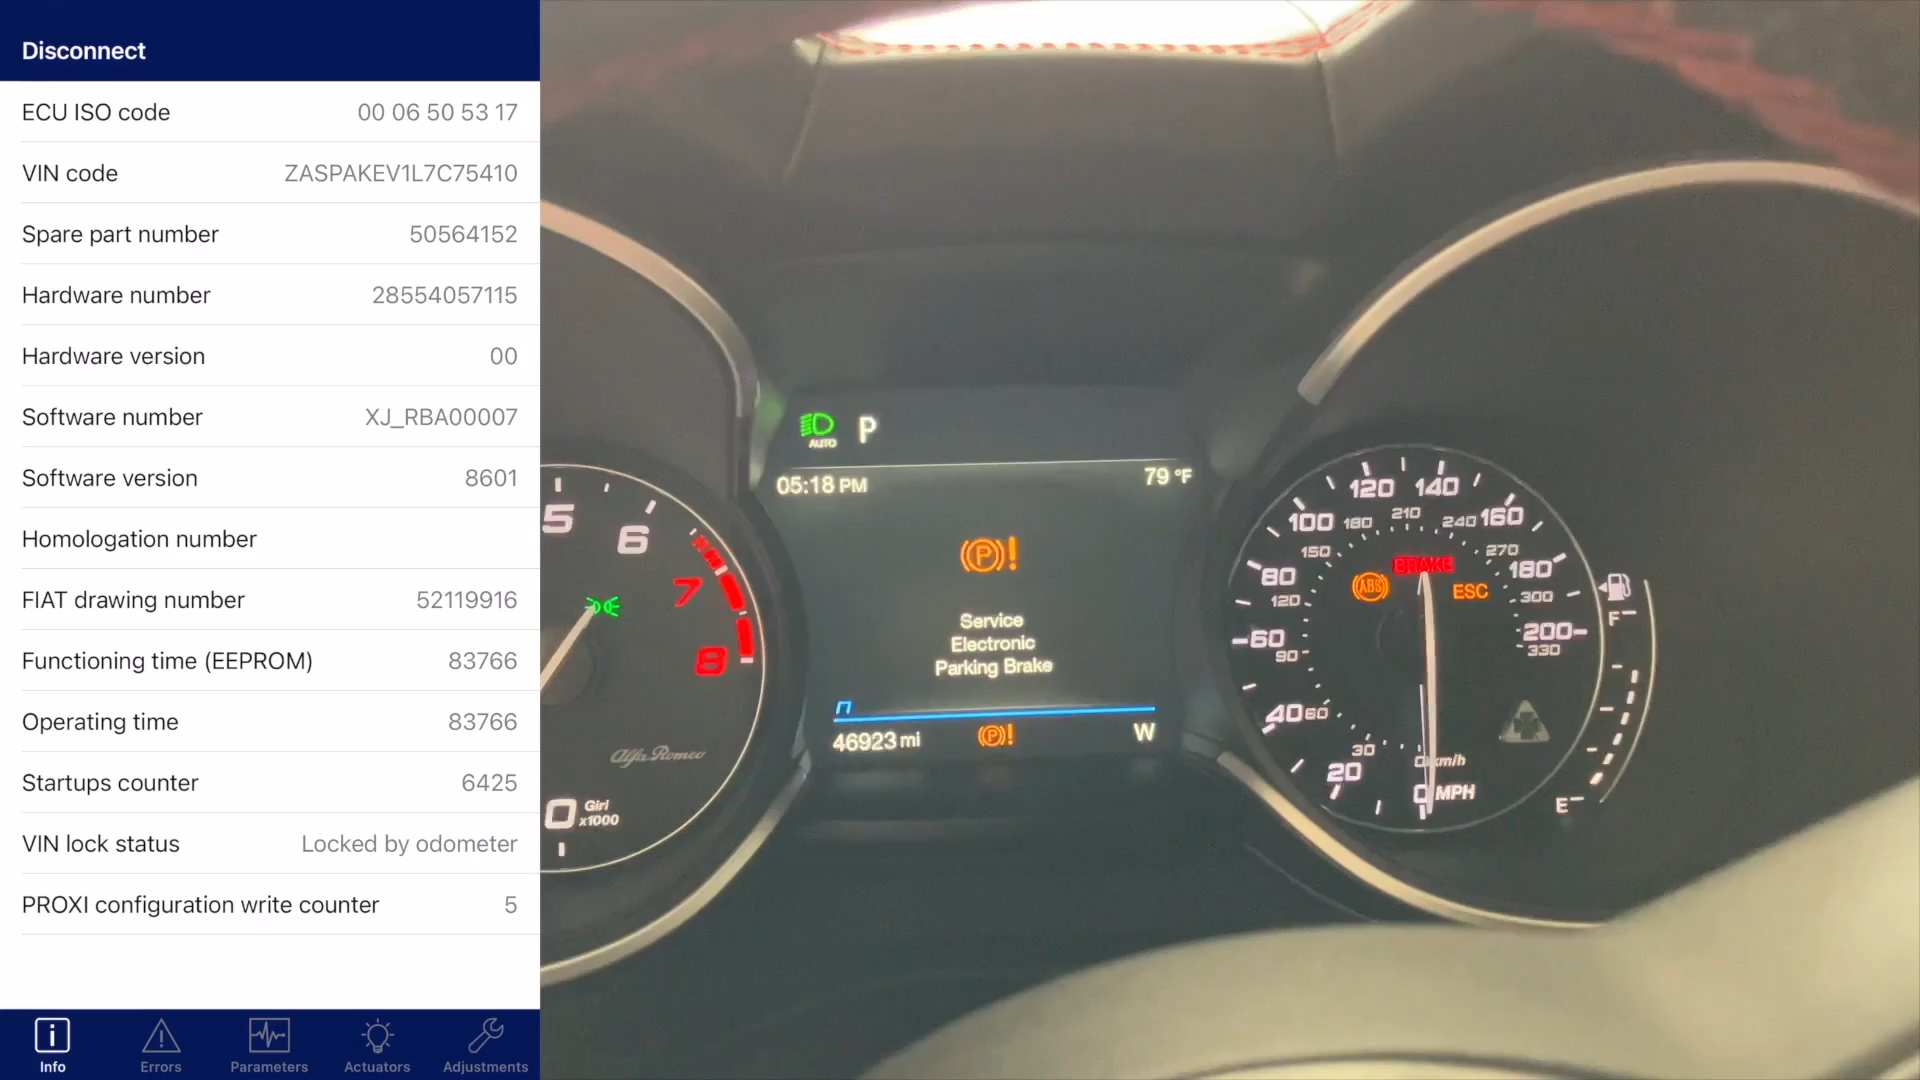 Disconnect
ECU ISO code 00 06 50 53 17
VIN code ZASPAKEV1L7C75410
Spare part number 50564152
Hardware number 28554057115
Hardware version 00
Software number XJ_RBA00007
Software version 8601
Homologation number
FIAT drawing number 52119916
Functioning time (EEPROM) 83766
Operating time 83766
Startups counter 6425
VIN lock status Locked by odometer
PROXI configuration write counter 5
Info Errors Parameters Actuators Adjustments
5
6
7
8
Alfa Romeo
0 Giri
x1000
AUTO P
05:18 PM 79 °F
P !
Service
Electronic
Parking Brake
46923 mi P ! W
120 140
100 180 210 240 160
150 270
BRAKE
80 ABS ESC 180
120 300
60 200
90 330
40 60
30 km/h
20
0 MPH
F
E